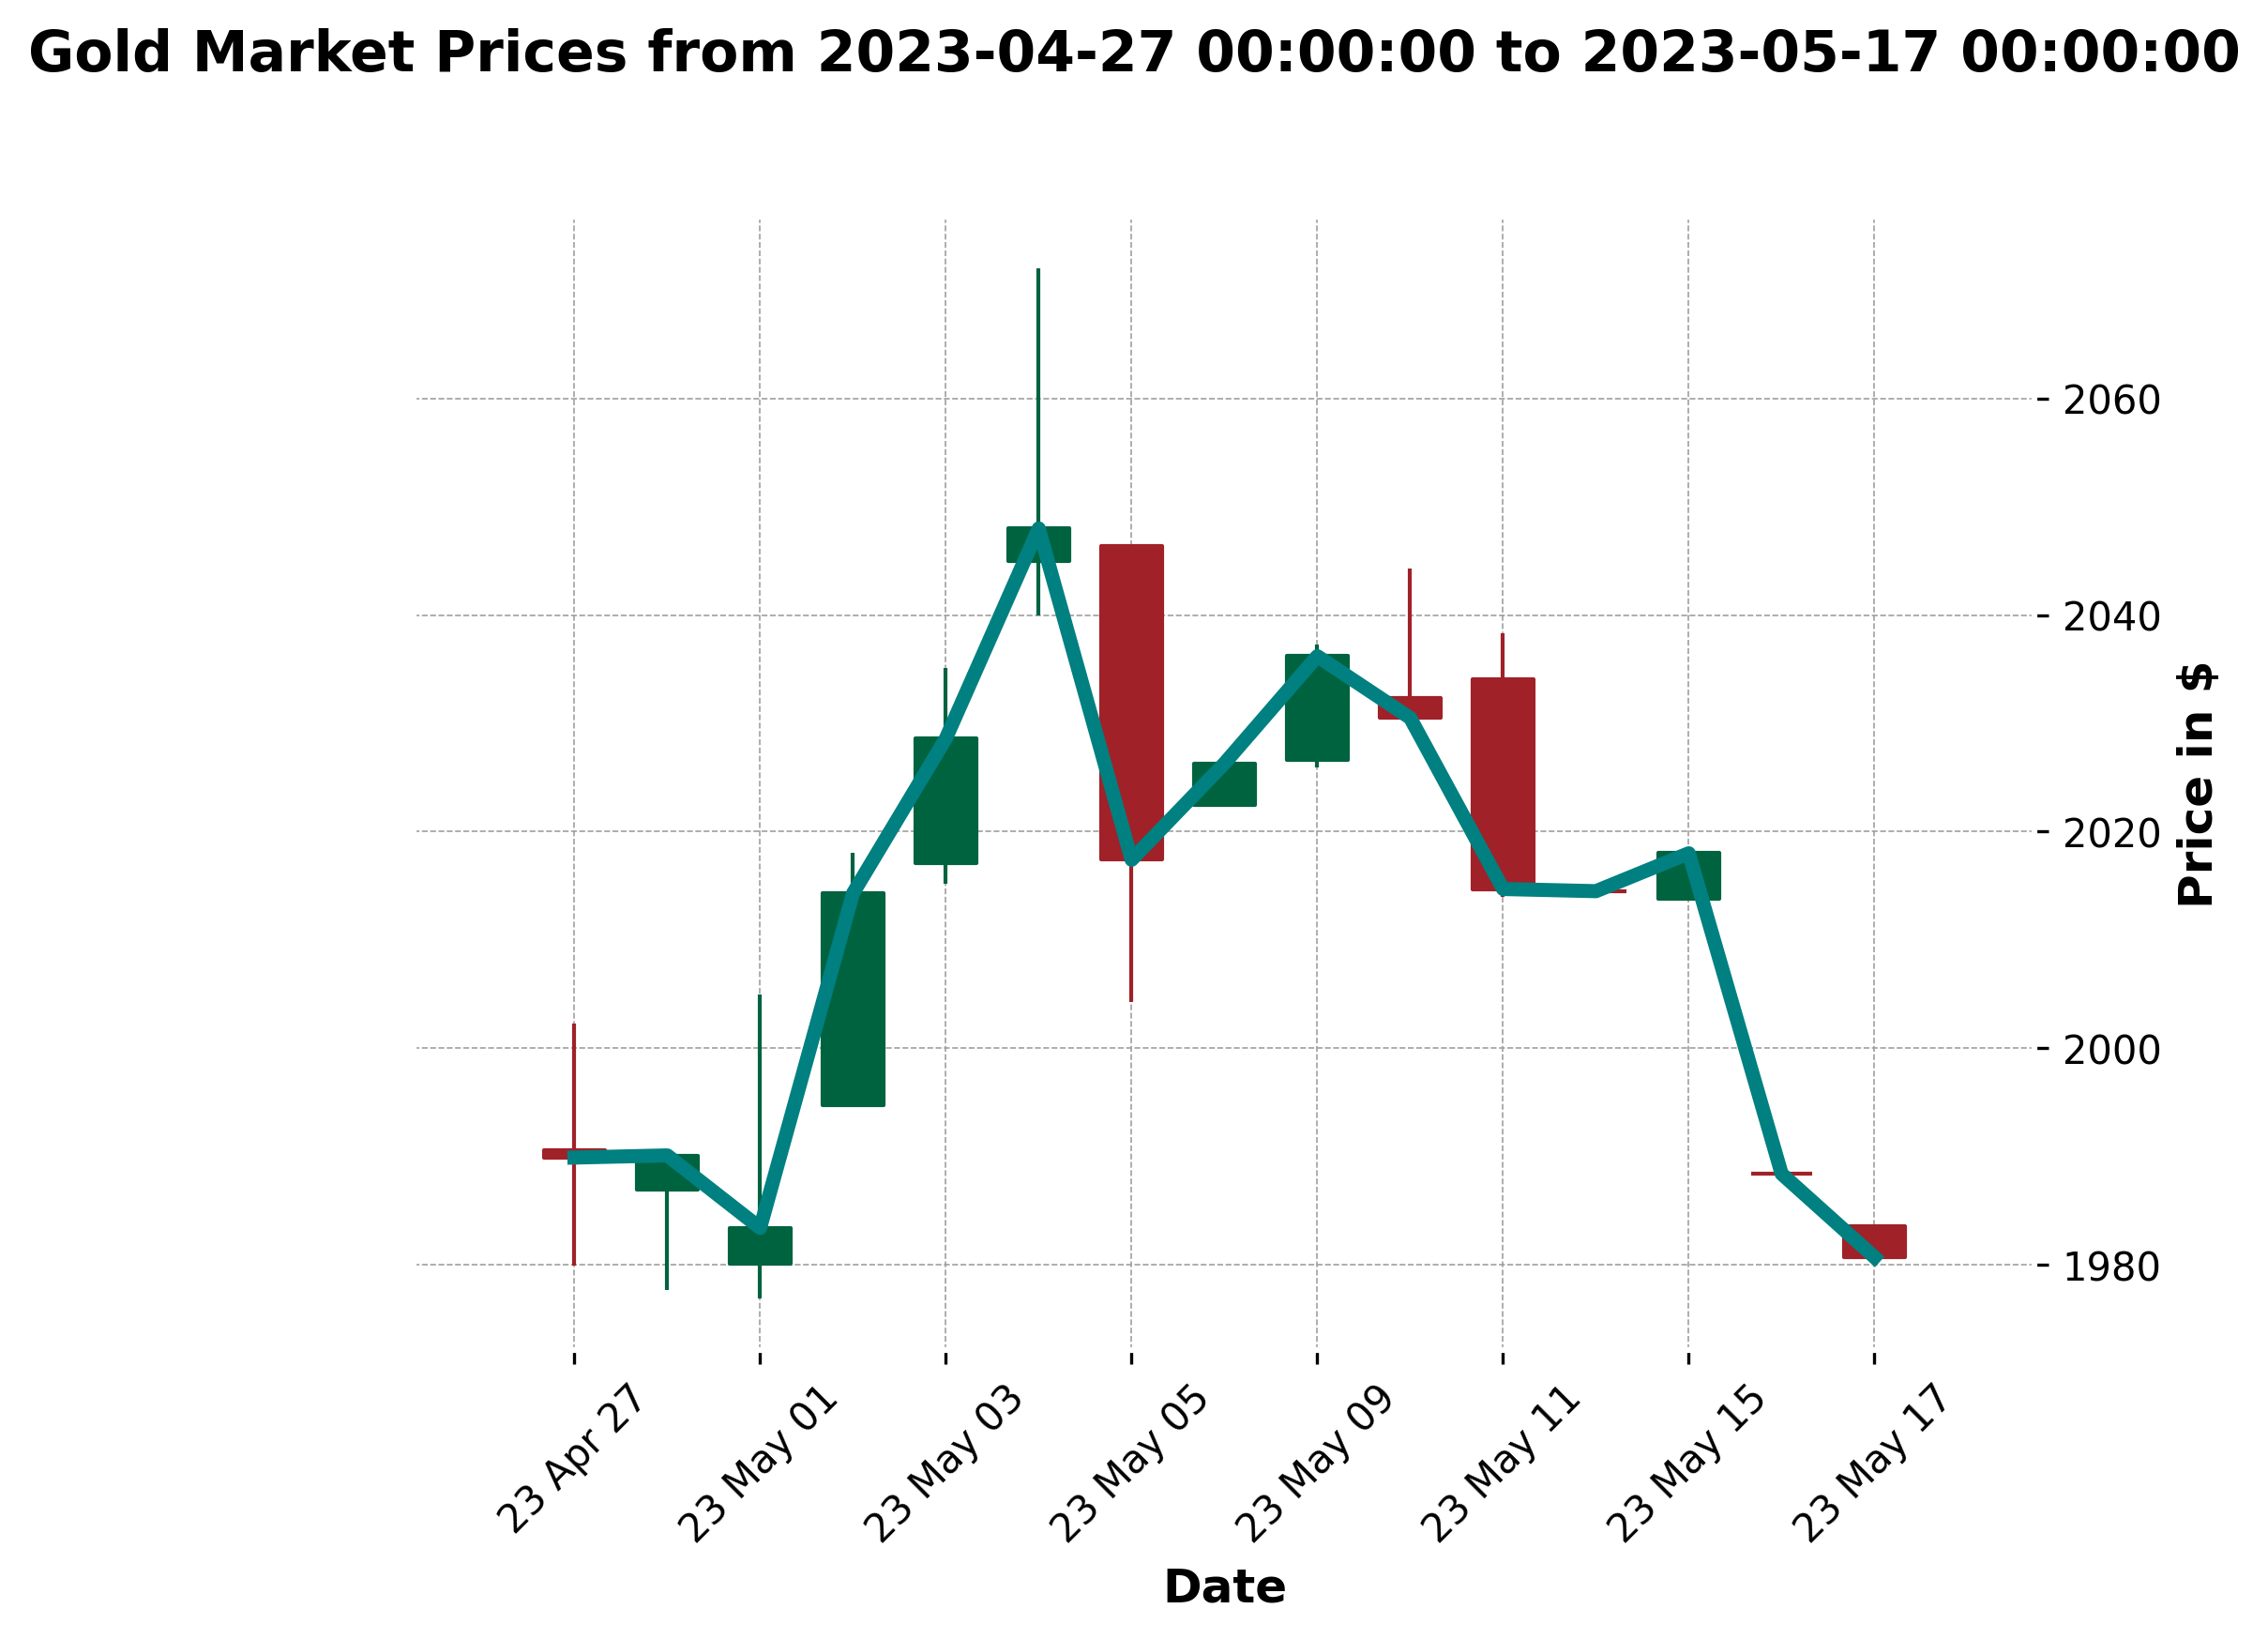 Gold Market Prices from 2023-04-27 00:00:00 to 2023-05-17 00:00:00
2060
2040
2020
2000
1980
Price in $
23 Apr 27
23 May 01
23 May 03
23 May 05
23 May 09
23 May 11
23 May 15
23 May 17
Date